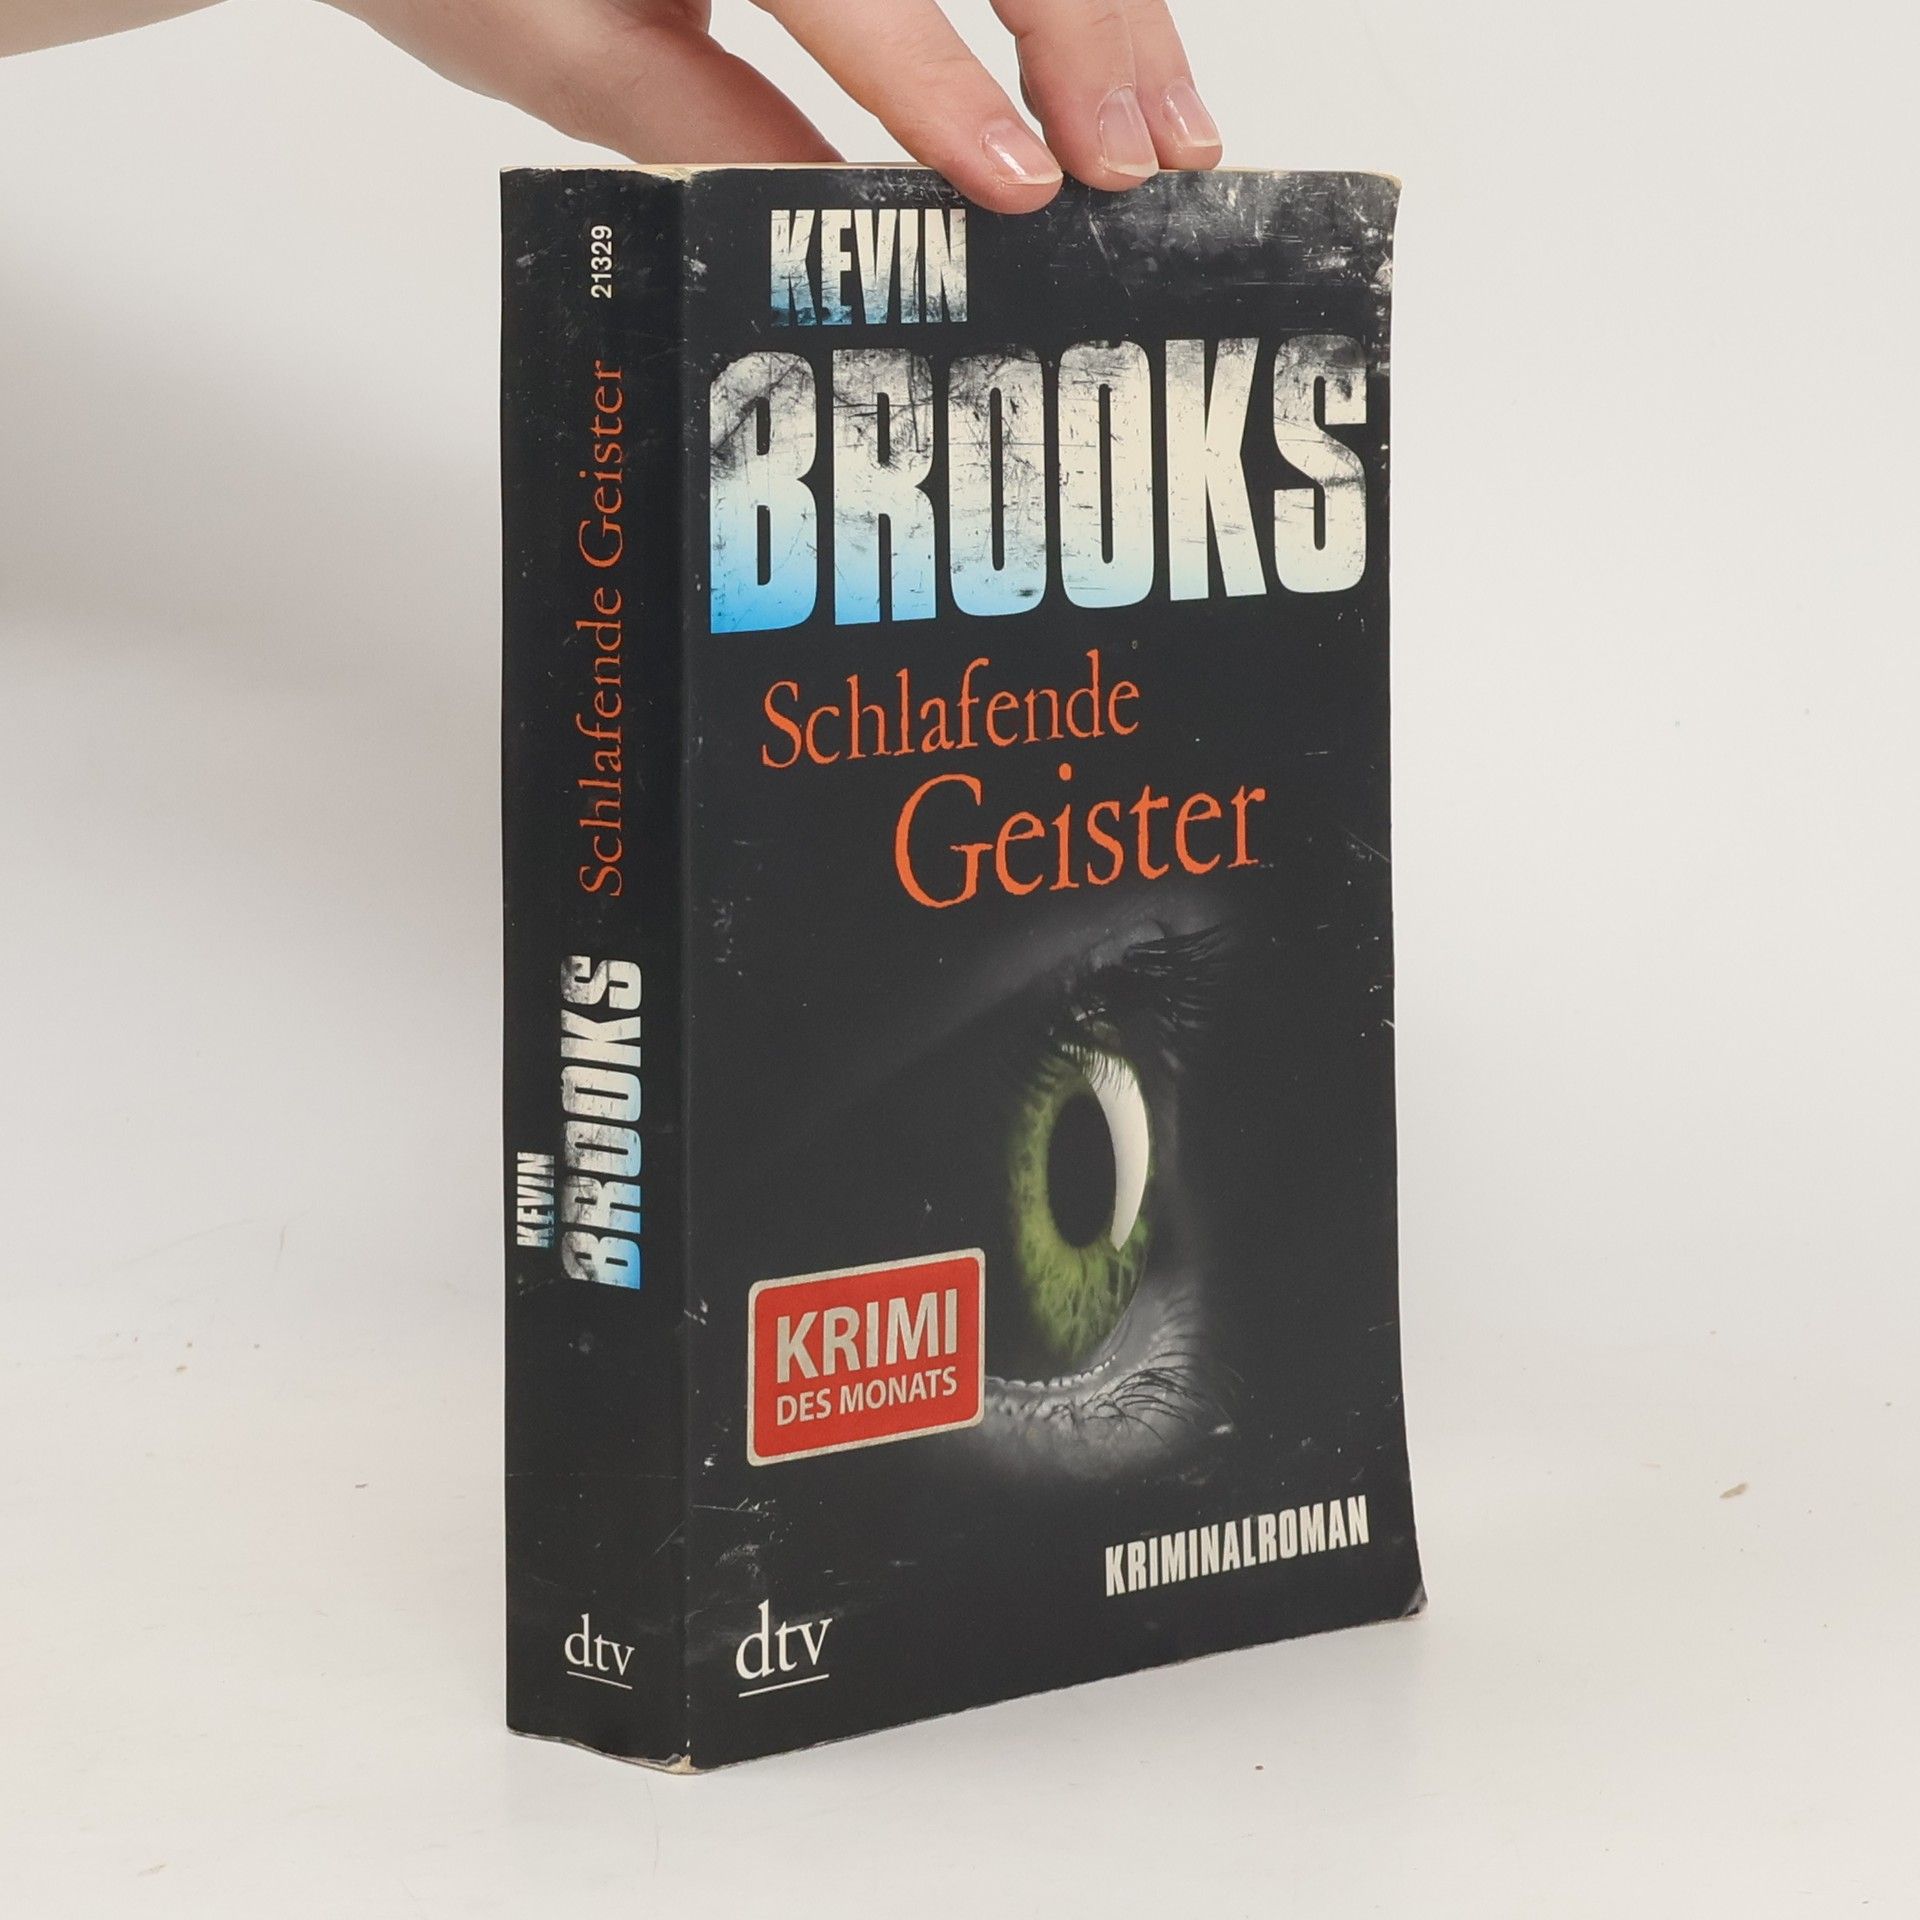 21329
Schlafende Geister
KEVIN
BROOKS
dtv
KEVIN
BROOKS
Schlafende
Geister
KRIMI
DES MONATS
KRIMINALROMAN
dtv